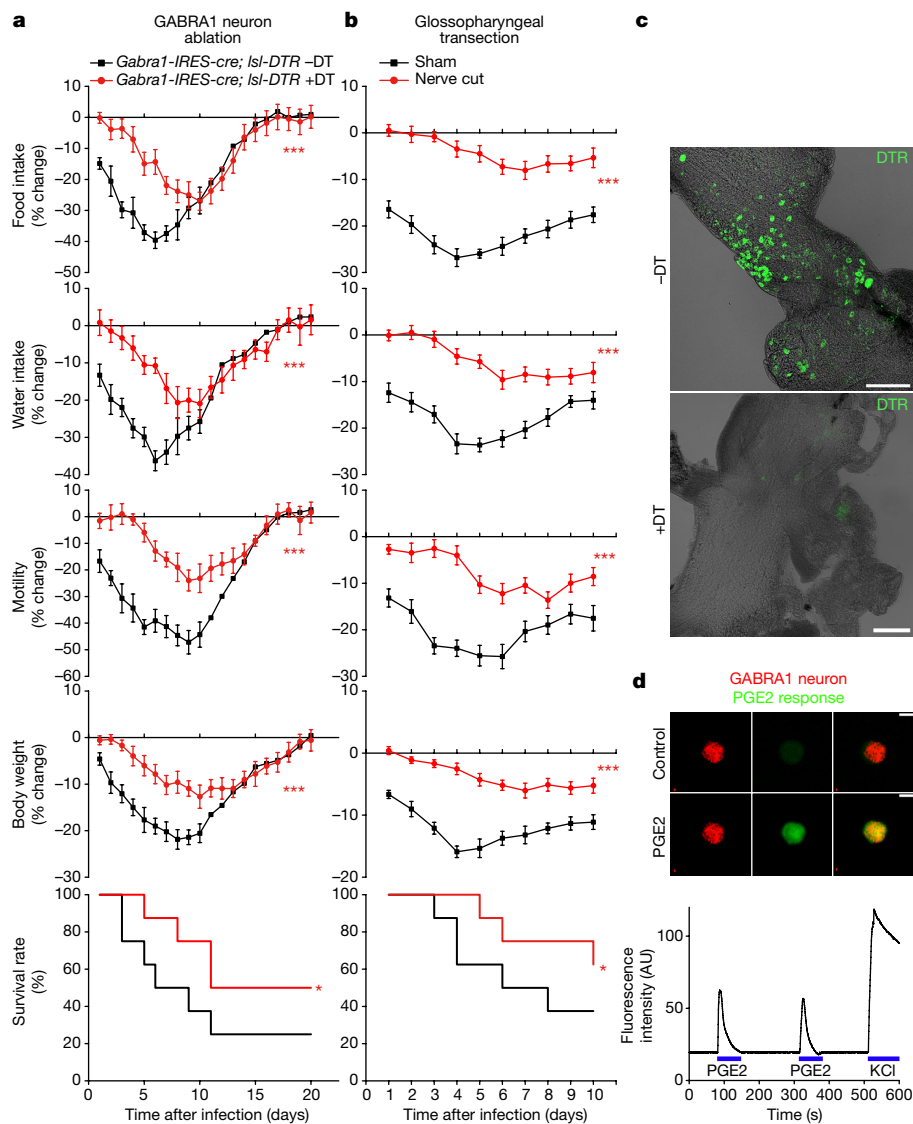 a
GABRA1 neuron
ablation
Gabra1-IRES-cre; lsl-DTR –DT
Gabra1-IRES-cre; lsl-DTR +DT
Food intake
(% change)
10
0
−10
−20
−30
−40
−50
***
Water intake
(% change)
10
0
−10
−20
−30
−40
***
Motility
(% change)
10
0
−10
−20
−30
−40
−50
−60
***
Body weight
(% change)
10
0
−10
−20
−30
***
Survival rate
(%)
100
80
60
40
20
0
*
0 5 10 15 20
Time after infection (days)
b
Glossopharyngeal
transection
Sham
Nerve cut
10
0
−10
−20
−30
***
10
0
−10
−20
−30
***
10
0
−10
−20
−30
***
10
0
−10
−20
***
100
80
60
40
20
0
*
1 2 3 4 5 6 7 8 9 10
Time after infection (days)
c
–DT
DTR
+DT
DTR
d
GABRA1 neuron
PGE2 response
Control
PGE2
Fluorescence
intensity (AU)
100
50
0
PGE2 PGE2 KCl
0 100 200 300 400 500 600
Time (s)